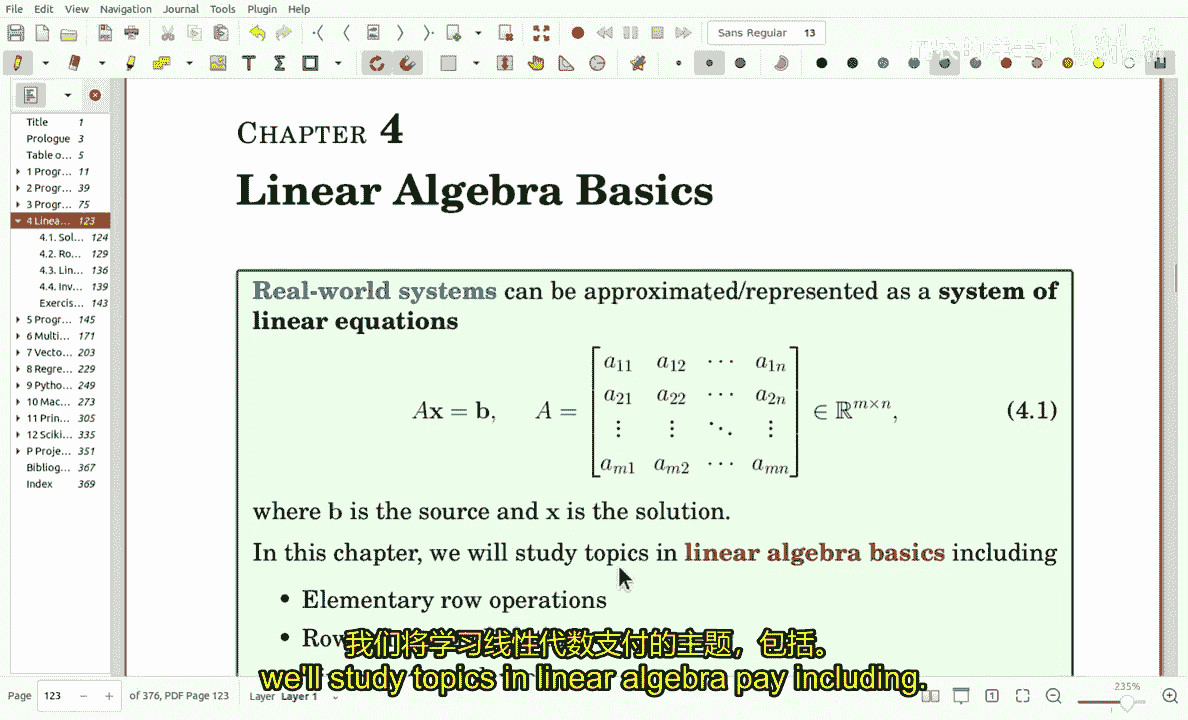 File Edit View Navigation Journal Tools Plugin Help
Sans Regular 13
Title 1
Prologue 3
Table o... 5
1 Progr... 11
2 Progr... 39
3 Progr... 75
4 Linea... 123
4.1. Sol... 124
4.2. Ro... 129
4.3. Lin... 136
4.4. Inv... 139
Exercis... 143
5 Progr... 145
6 Multi... 171
7 Vecto... 203
8 Regre... 229
9 Pytho... 249
10 Mac... 273
11 Prin... 305
12 Sciki... 335
P Proje... 351
Bibliog... 367
Index 369
CHAPTER 4
Linear Algebra Basics
Real-world systems can be approximated/represented as a system of
linear equations
Ax = b, A = [a11 a12 ⋯ a1n
a21 a22 ⋯ a2n
⋮ ⋮ ⋱ ⋮
am1 am2 ⋯ amn] ∈ ℝ^{m×n}, (4.1)
where b is the source and x is the solution.
In this chapter, we will study topics in linear algebra basics including
• Elementary row operations
• Row
我们将学习线性代数支付的主题，包括。
we'll study topics in linear algebra pay including.
Page 123 − + of 376, PDF Page 123 Layer Layer 1 235%